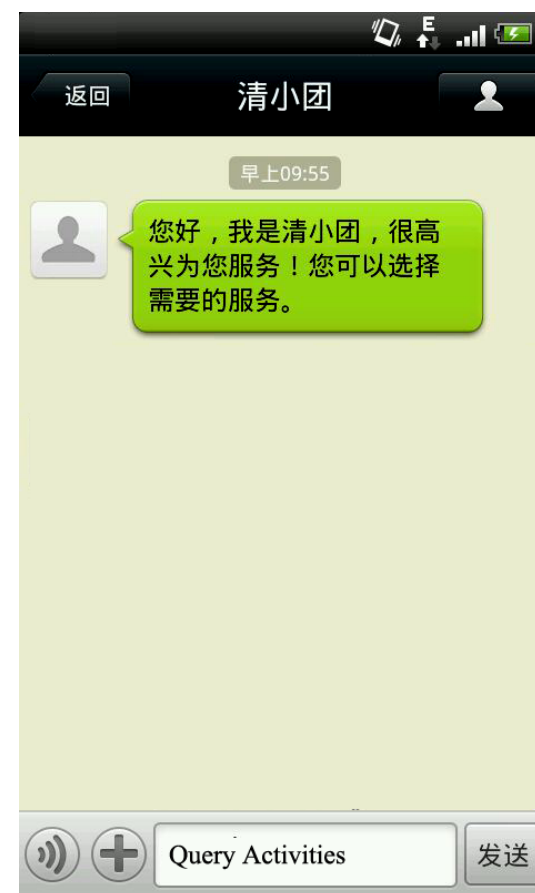 E
返回
清小团
早上09:55
您好，我是清小团，很高
兴为您服务！您可以选择
需要的服务。
Query Activities
发送